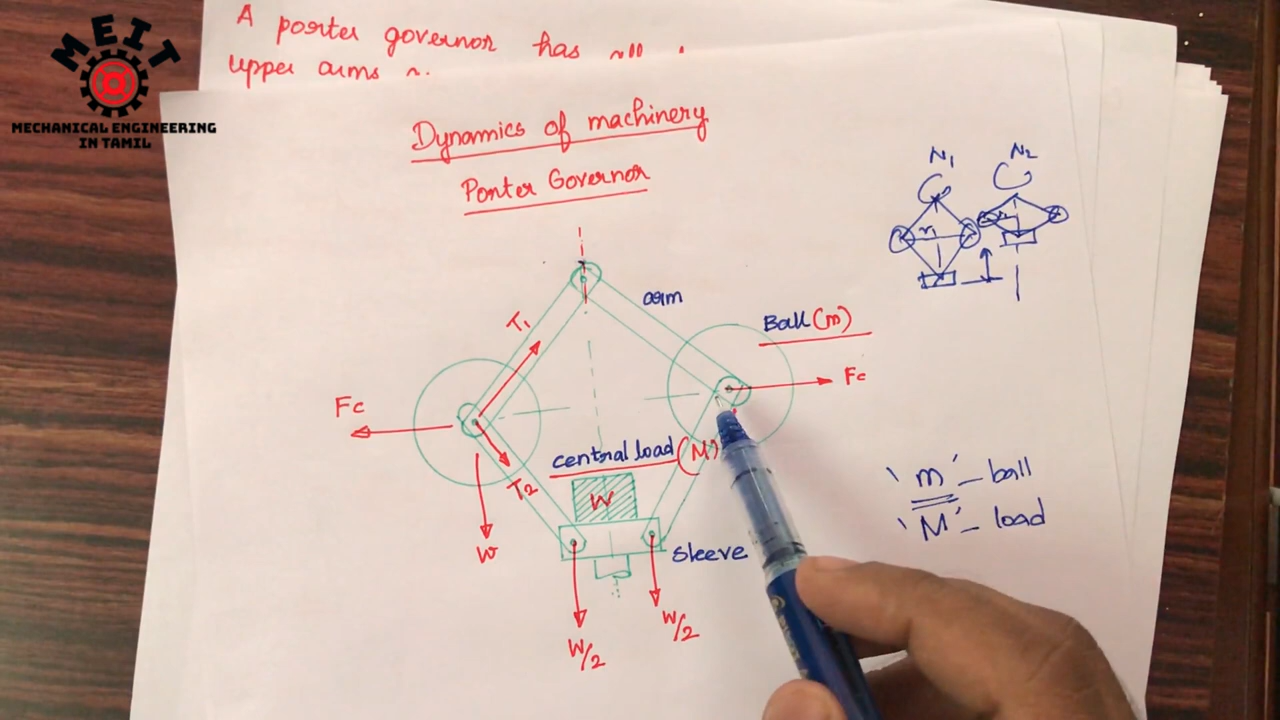 A porter governor has all
upper arms
MEIT
MECHANICAL ENGINEERING
IN TAMIL
Dynamics of machinery
Porter Governor
N1
N2
r1
arm
Ball (m)
T1
Fc
Fc
central load (M)
T2
W
w
sleeve
W/2
W/2
'm' - ball
'M' - load